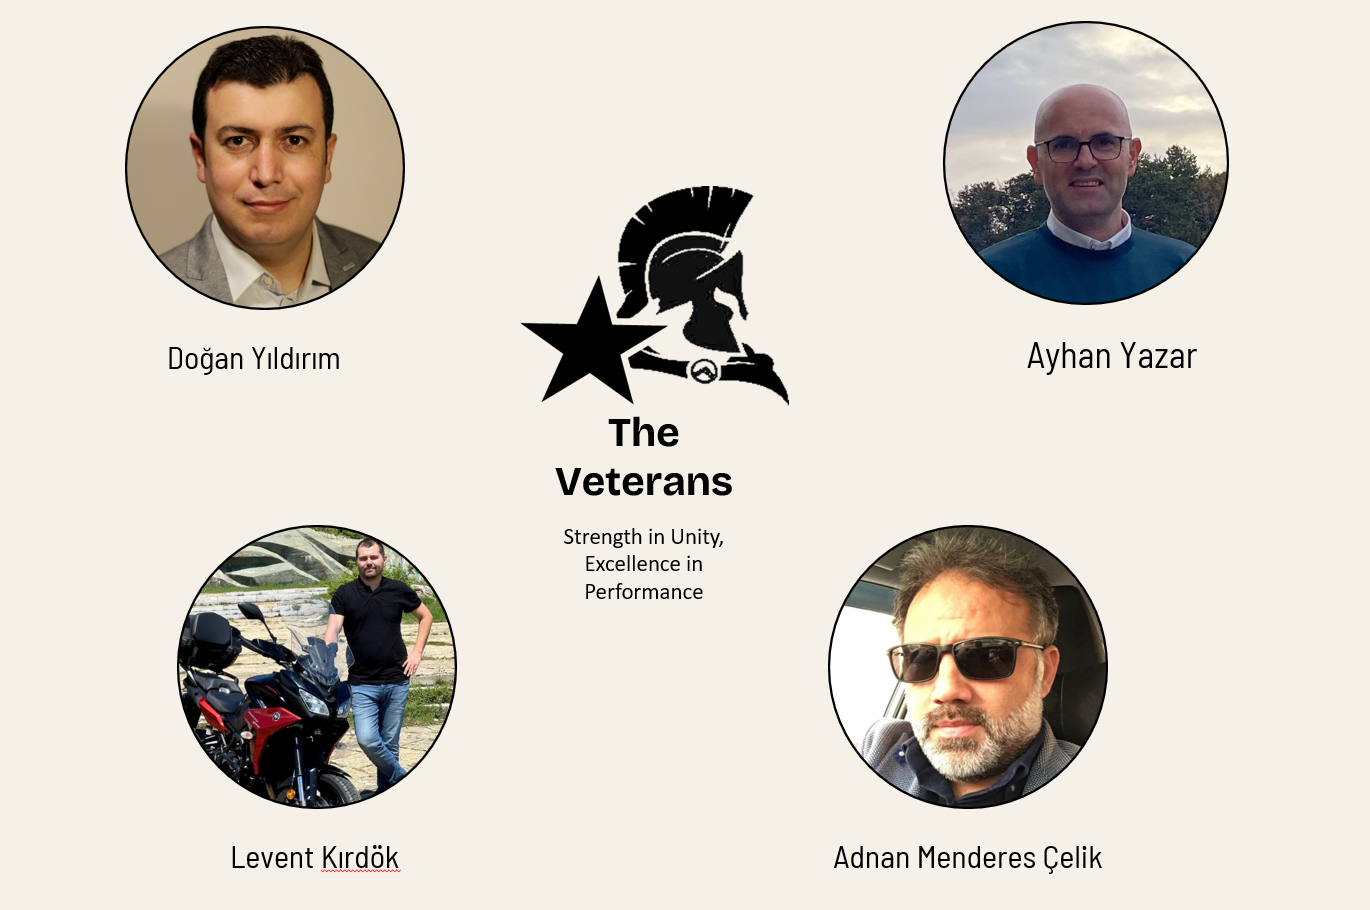 Doğan Yıldırım
Ayhan Yazar
The
Veterans
Strength in Unity,
Excellence in
Performance
Levent Kırdök
Adnan Menderes Çelik